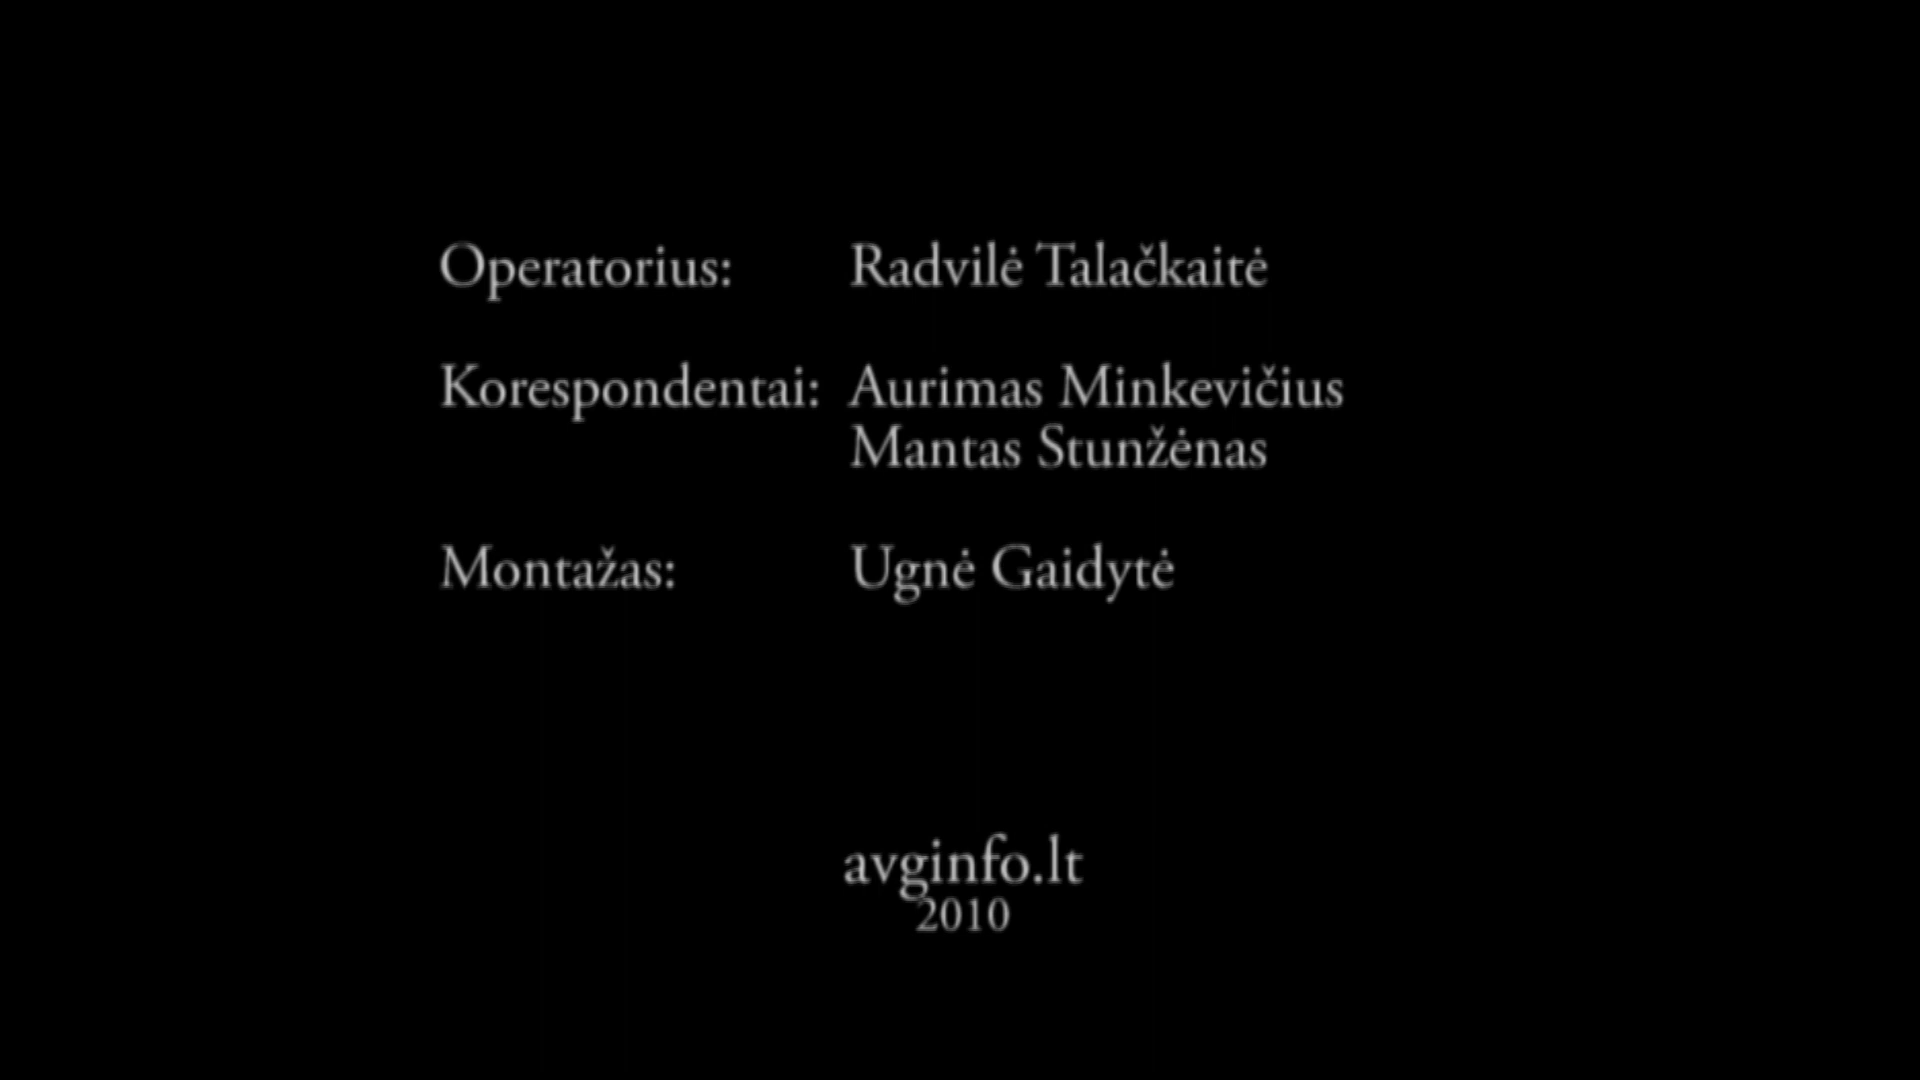 Operatorius: Radvilė Talačkaitė
Korespondentai: Aurimas Minkevičius
Mantas Stunžėnas
Montažas: Ugnė Gaidytė
avginfo.lt
2010